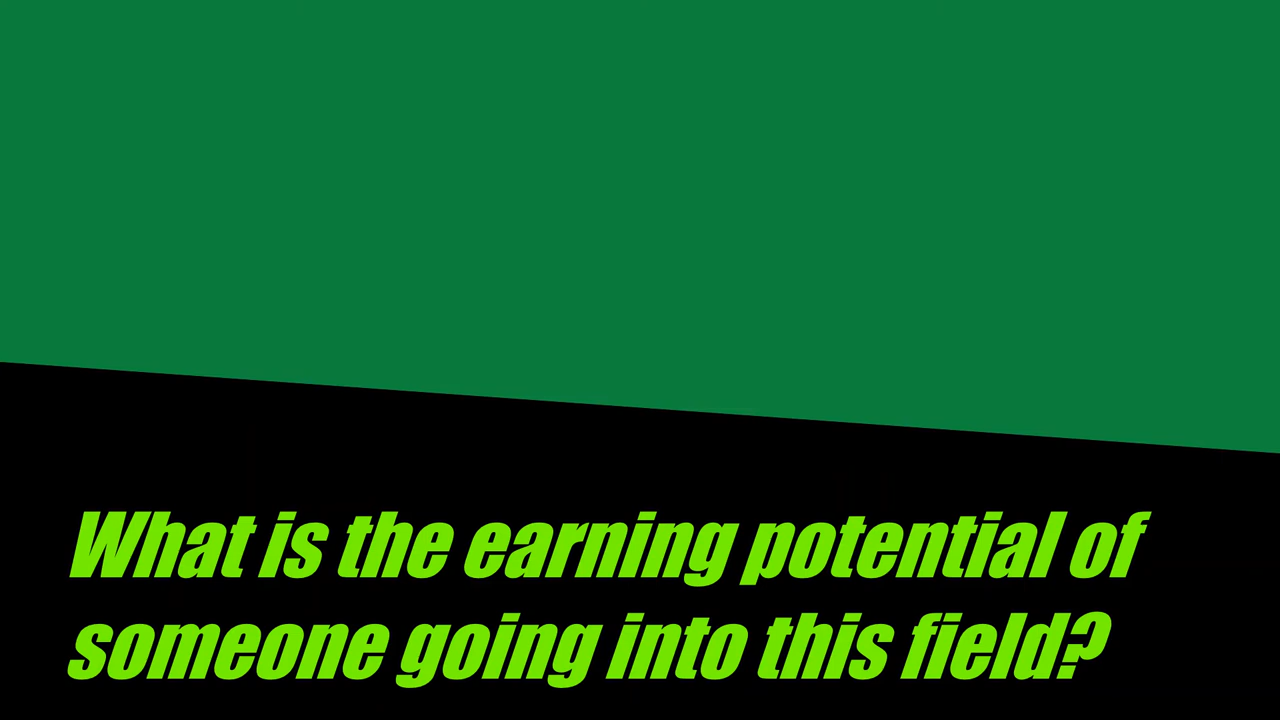 What is the earning potential of
someone going into this field?